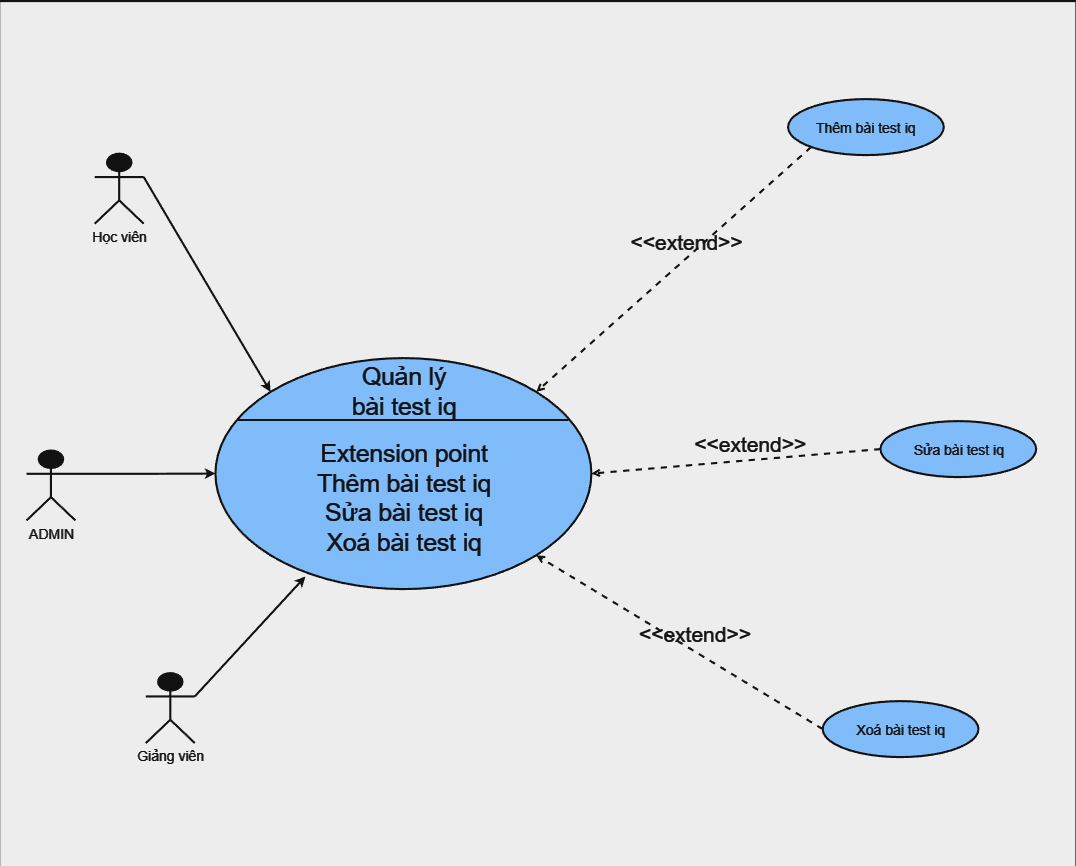 Thêm bài test iq
<<extend>>
Học viên
Quản lý
bài test iq
Extension point
Thêm bài test iq
Sửa bài test iq
Xoá bài test iq
<<extend>>
Sửa bài test iq
ADMIN
<<extend>>
Xoá bài test iq
Giảng viên